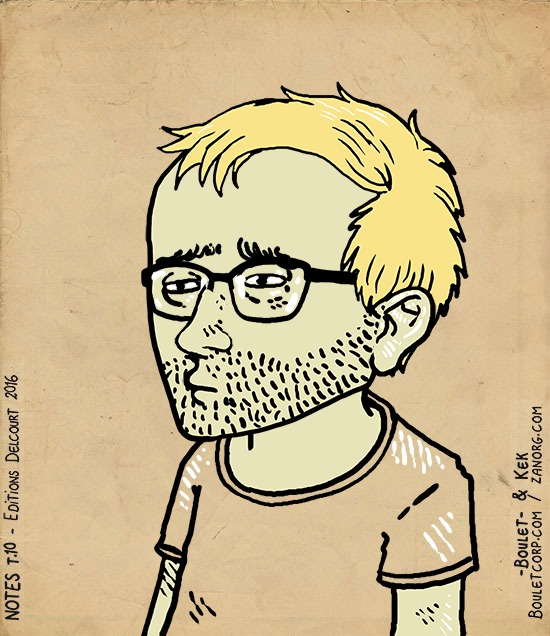 NOTES T.10 - EDITIONS DELCOURT 2016
-BOULET- & KEK
BOULETCORP.COM / ZANORG.COM